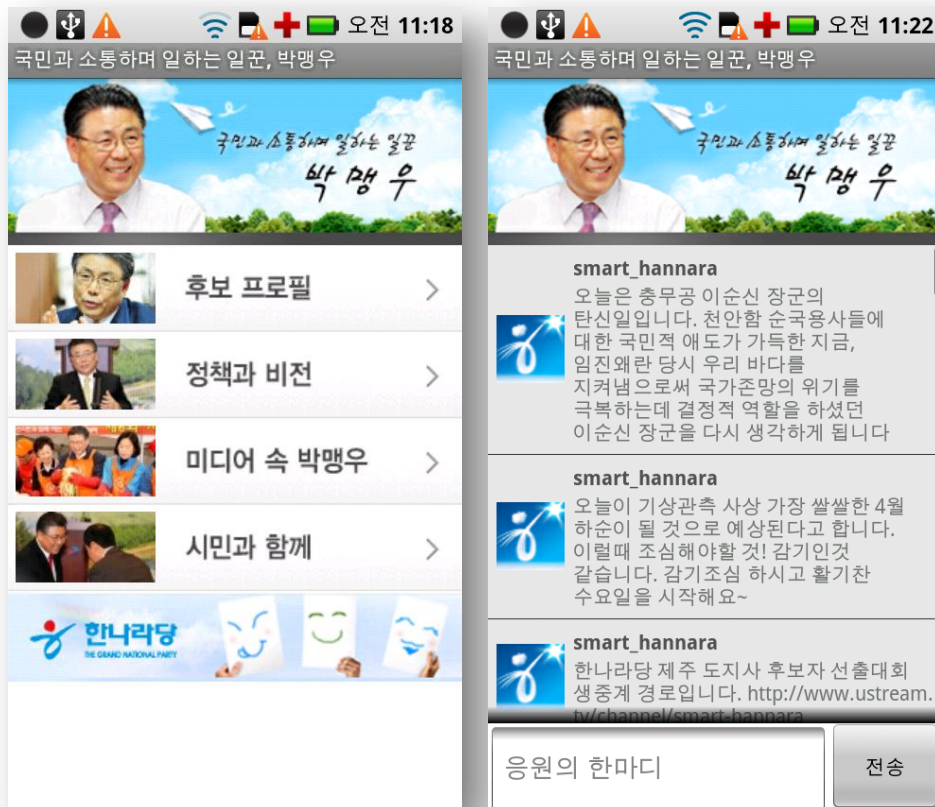 오전 11:18
국민과 소통하며 일하는 일꾼, 박맹우
국민과 소통하며 일하는 일꾼
박맹우
후보 프로필
정책과 비전
미디어 속 박맹우
시민과 함께
한나라당
THE GRAND NATIONAL PARTY
오전 11:22
국민과 소통하며 일하는 일꾼, 박맹우
국민과 소통하며 일하는 일꾼
박맹우
smart_hannara
오늘은 충무공 이순신 장군의
탄신일입니다. 천안함 순국용사들에
대한 국민적 애도가 가득한 지금,
임진왜란 당시 우리 바다를
지켜냄으로써 국가존망의 위기를
극복하는데 결정적 역할을 하셨던
이순신 장군을 다시 생각하게 됩니다
smart_hannara
오늘이 기상관측 사상 가장 쌀쌀한 4월
하순이 될 것으로 예상된다고 합니다.
이럴때 조심해야할 것! 감기인것
같습니다. 감기조심 하시고 활기찬
수요일을 시작해요~
smart_hannara
한나라당 제주 도지사 후보자 선출대회
생중계 경로입니다. http://www.ustream.
tv/channel/smart-hannara
응원의 한마디
전송